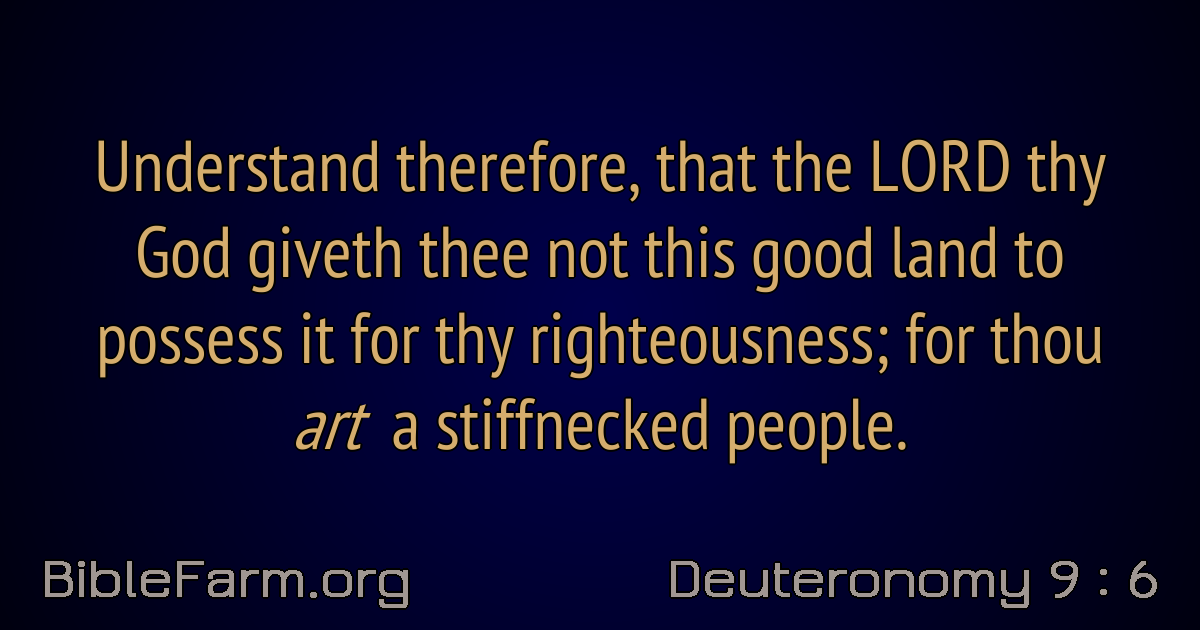 Understand therefore, that the LORD thy
God giveth thee not this good land to
possess it for thy righteousness; for thou
art a stiffnecked people.
BibleFarm.org
Deuteronomy 9 : 6